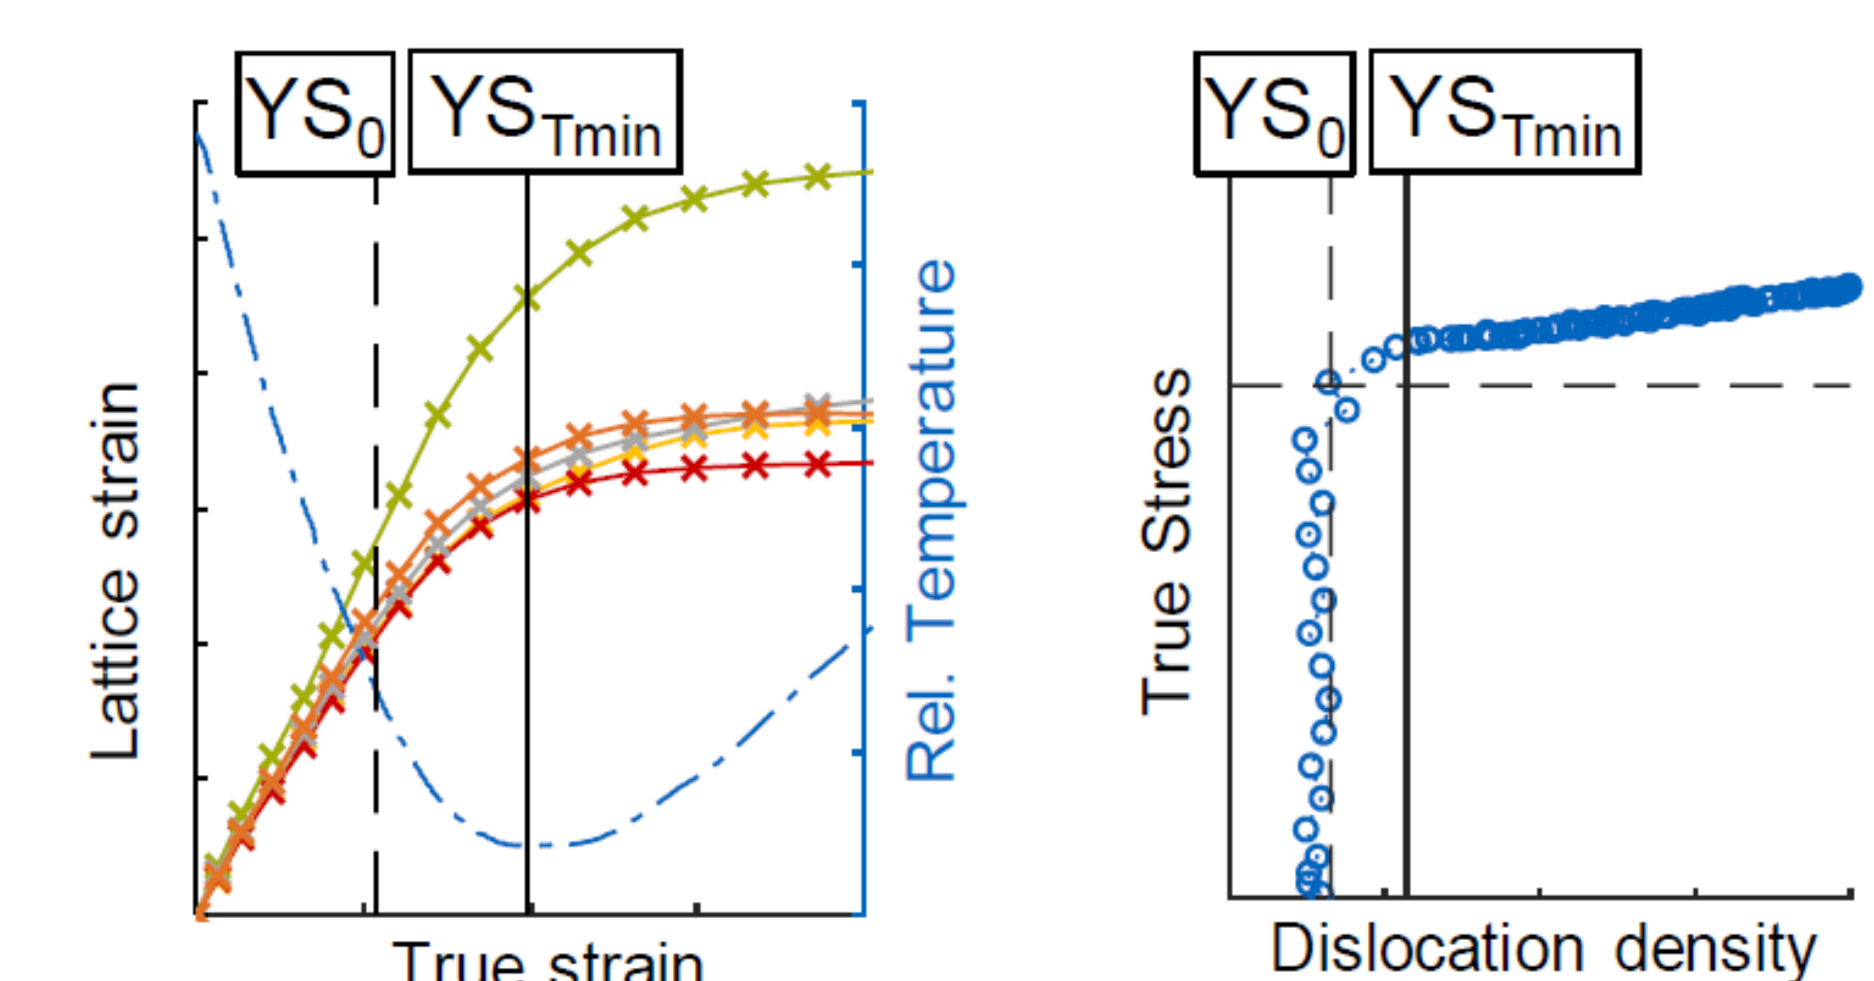 YS0
YSTmin
YS0
YSTmin
Lattice strain
Rel. Temperature
True Stress
True strain
Dislocation density